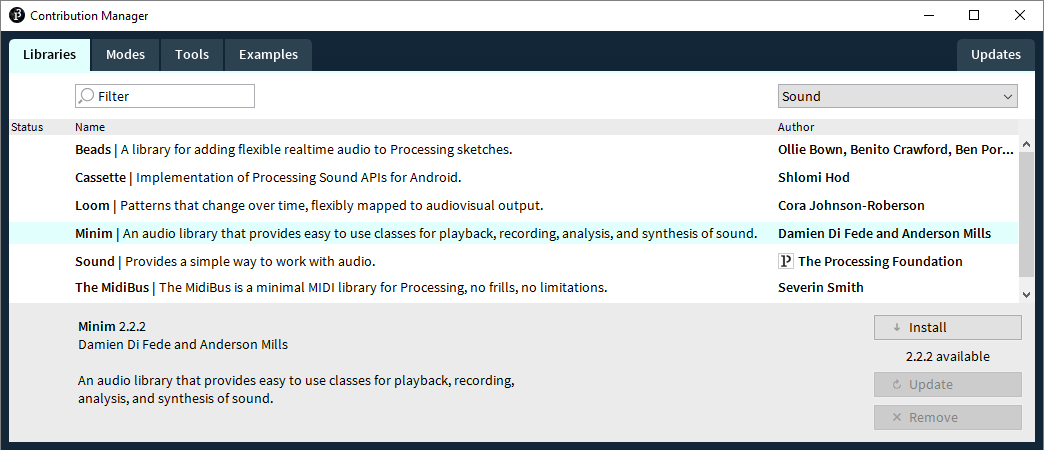 Contribution Manager
Libraries Modes Tools Examples Updates
Filter Sound
Status Name Author
Beads | A library for adding flexible realtime audio to Processing sketches. Ollie Bown, Benito Crawford, Ben Por...
Cassette | Implementation of Processing Sound APIs for Android. Shlomi Hod
Loom | Patterns that change over time, flexibly mapped to audiovisual output. Cora Johnson-Roberson
Minim | An audio library that provides easy to use classes for playback, recording, analysis, and synthesis of sound. Damien Di Fede and Anderson Mills
Sound | Provides a simple way to work with audio. The Processing Foundation
The MidiBus | The MidiBus is a minimal MIDI library for Processing, no frills, no limitations. Severin Smith
Minim 2.2.2
Damien Di Fede and Anderson Mills
An audio library that provides easy to use classes for playback, recording,
analysis, and synthesis of sound.
Install
2.2.2 available
Update
Remove